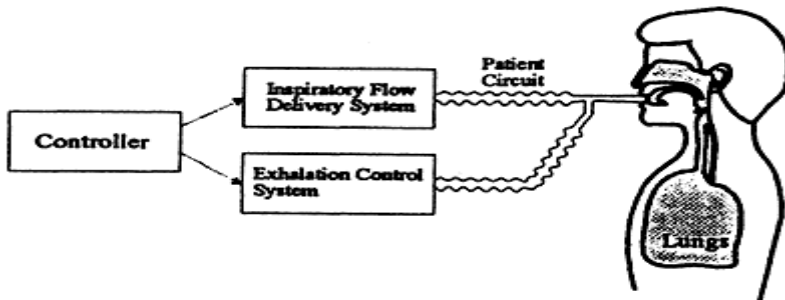 Patient
Circuit
Inspiratory Flow
Delivery System
Controller
Exhalation Control
System
Lungs